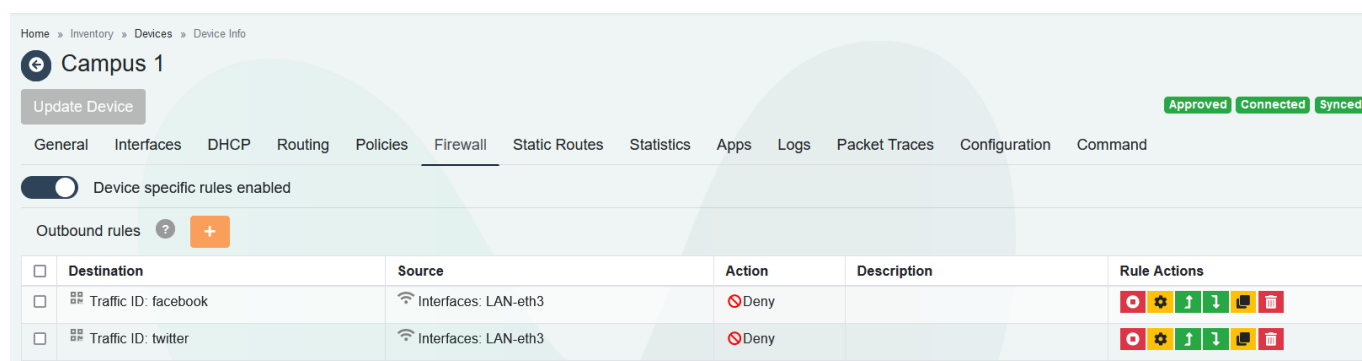 Home » Inventory » Devices » Device Info
Campus 1
Update Device
Approved Connected Synced
General Interfaces DHCP Routing Policies Firewall Static Routes Statistics Apps Logs Packet Traces Configuration Command
Device specific rules enabled
Outbound rules ? +
Destination Source Action Description Rule Actions
Traffic ID: facebook Interfaces: LAN-eth3 Deny
Traffic ID: twitter Interfaces: LAN-eth3 Deny